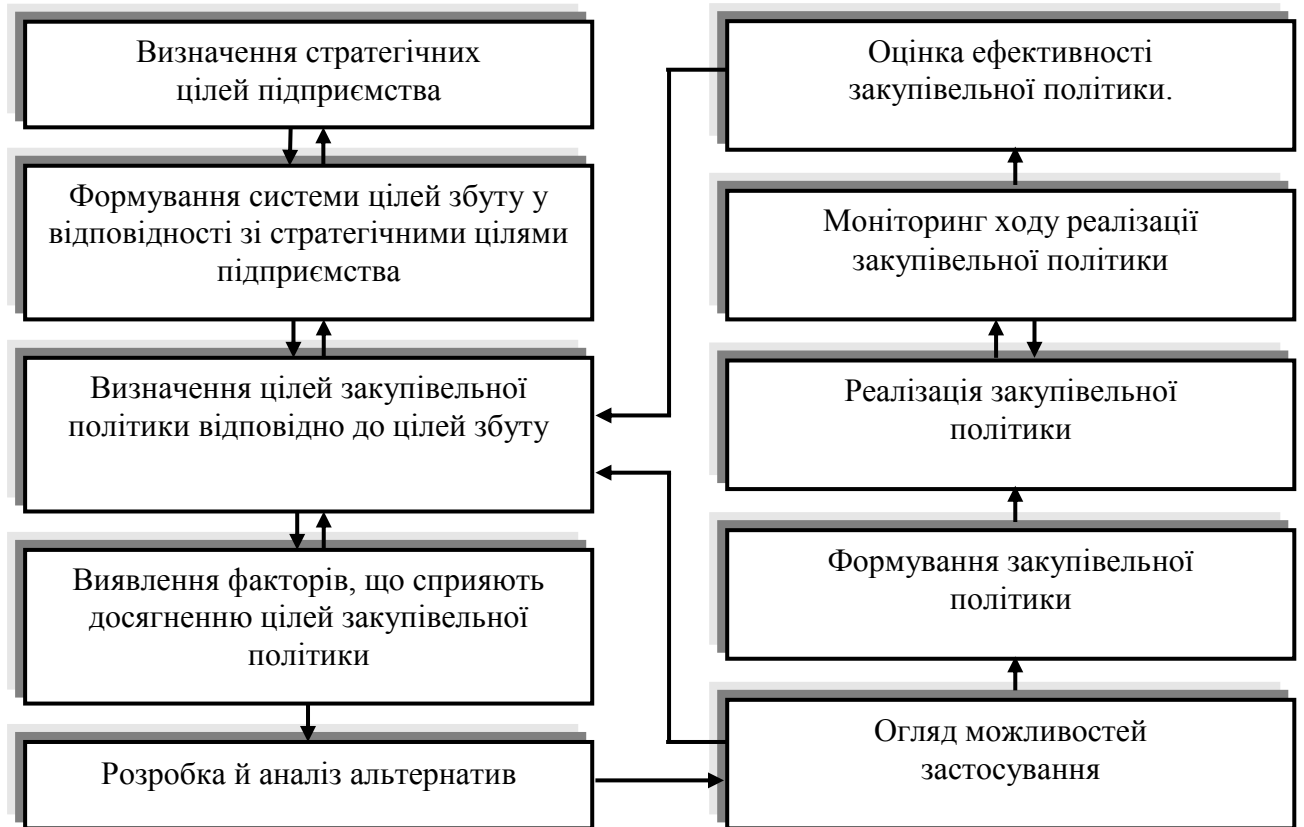 Визначення стратегічних
цілей підприємства
Формування системи цілей збуту у
відповідності зі стратегічними цілями
підприємства
Визначення цілей закупівельної
політики відповідно до цілей збуту
Виявлення факторів, що сприяють
досягненню цілей закупівельної
політики
Розробка й аналіз альтернатив
Оцінка ефективності
закупівельної політики.
Моніторинг ходу реалізації
закупівельної політики
Реалізація закупівельної
політики
Формування закупівельної
політики
Огляд можливостей
застосування